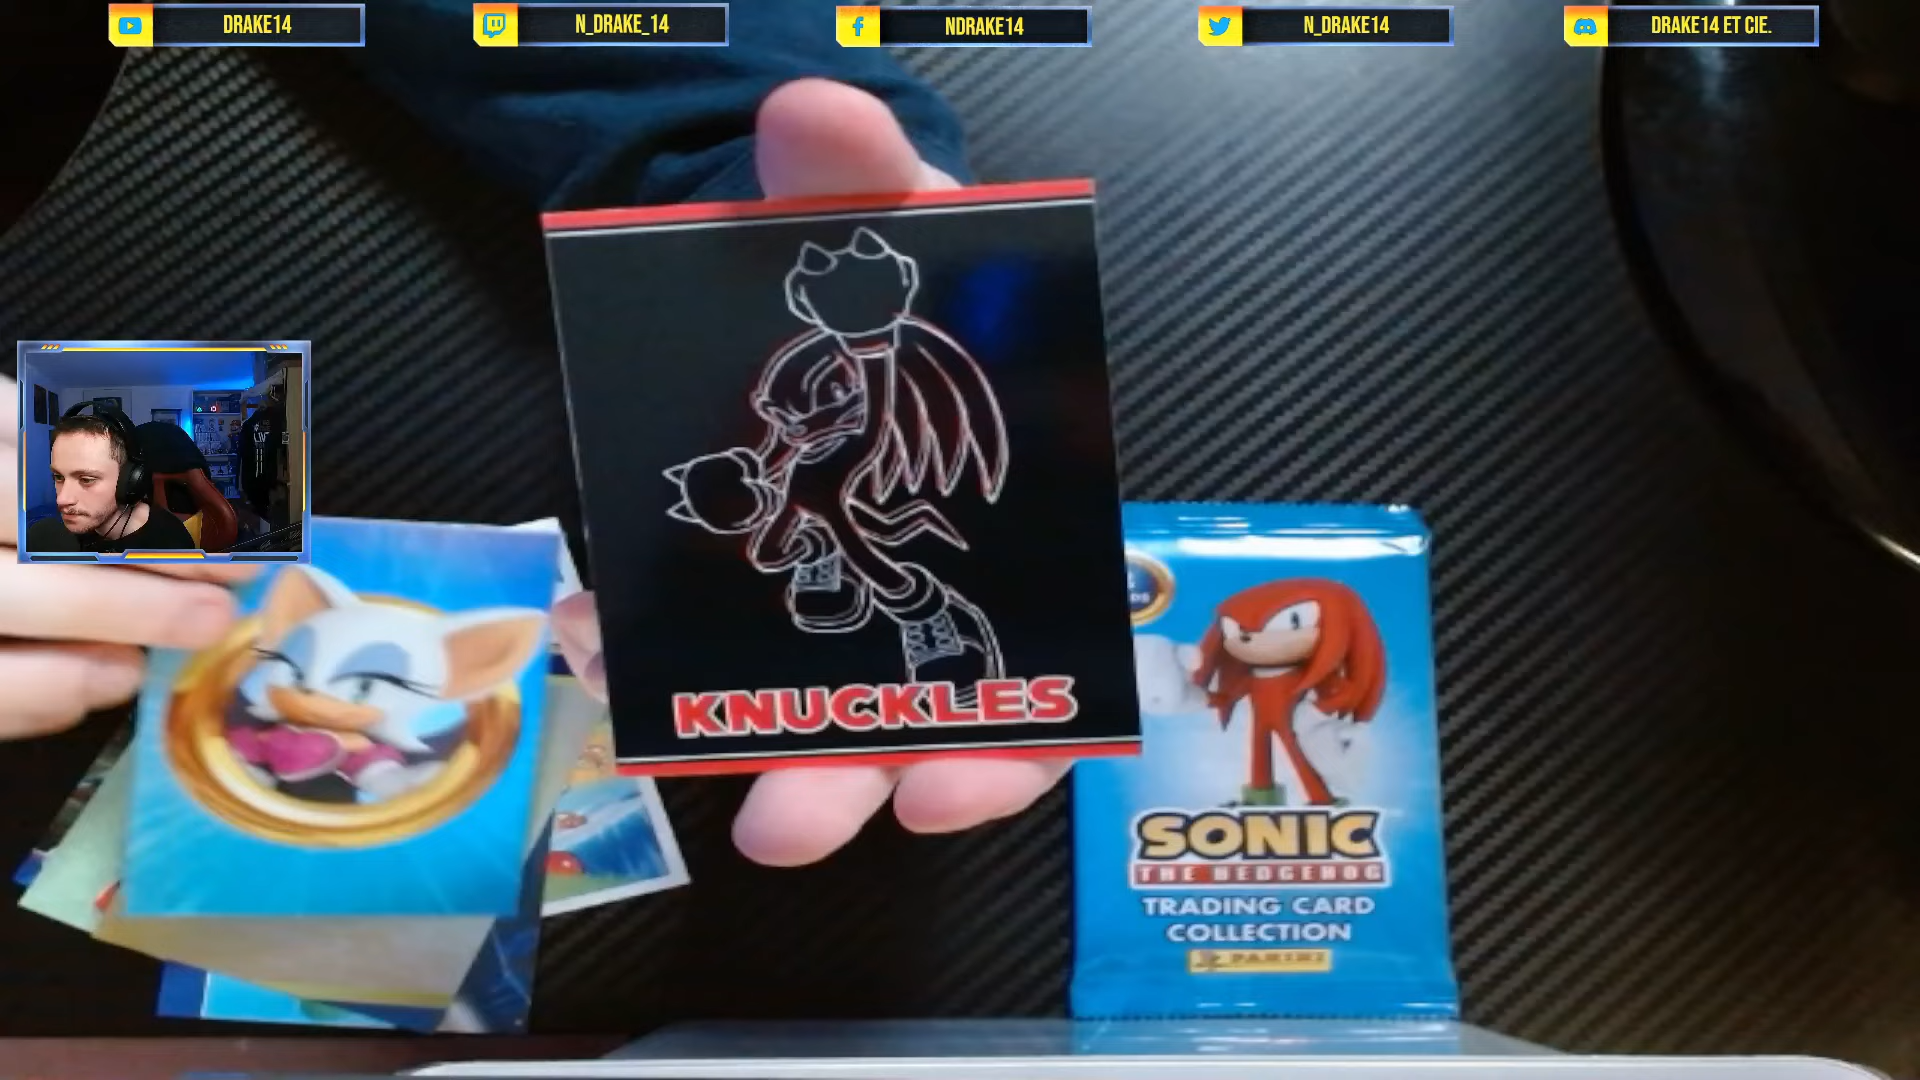 DRAKE14
N_DRAKE_14
NDRAKE14
N_DRAKE14
DRAKE14 ET CIE.
KNUCKLES
SONIC
THE HEDGEHOG
TRADING CARD
COLLECTION
PANINI